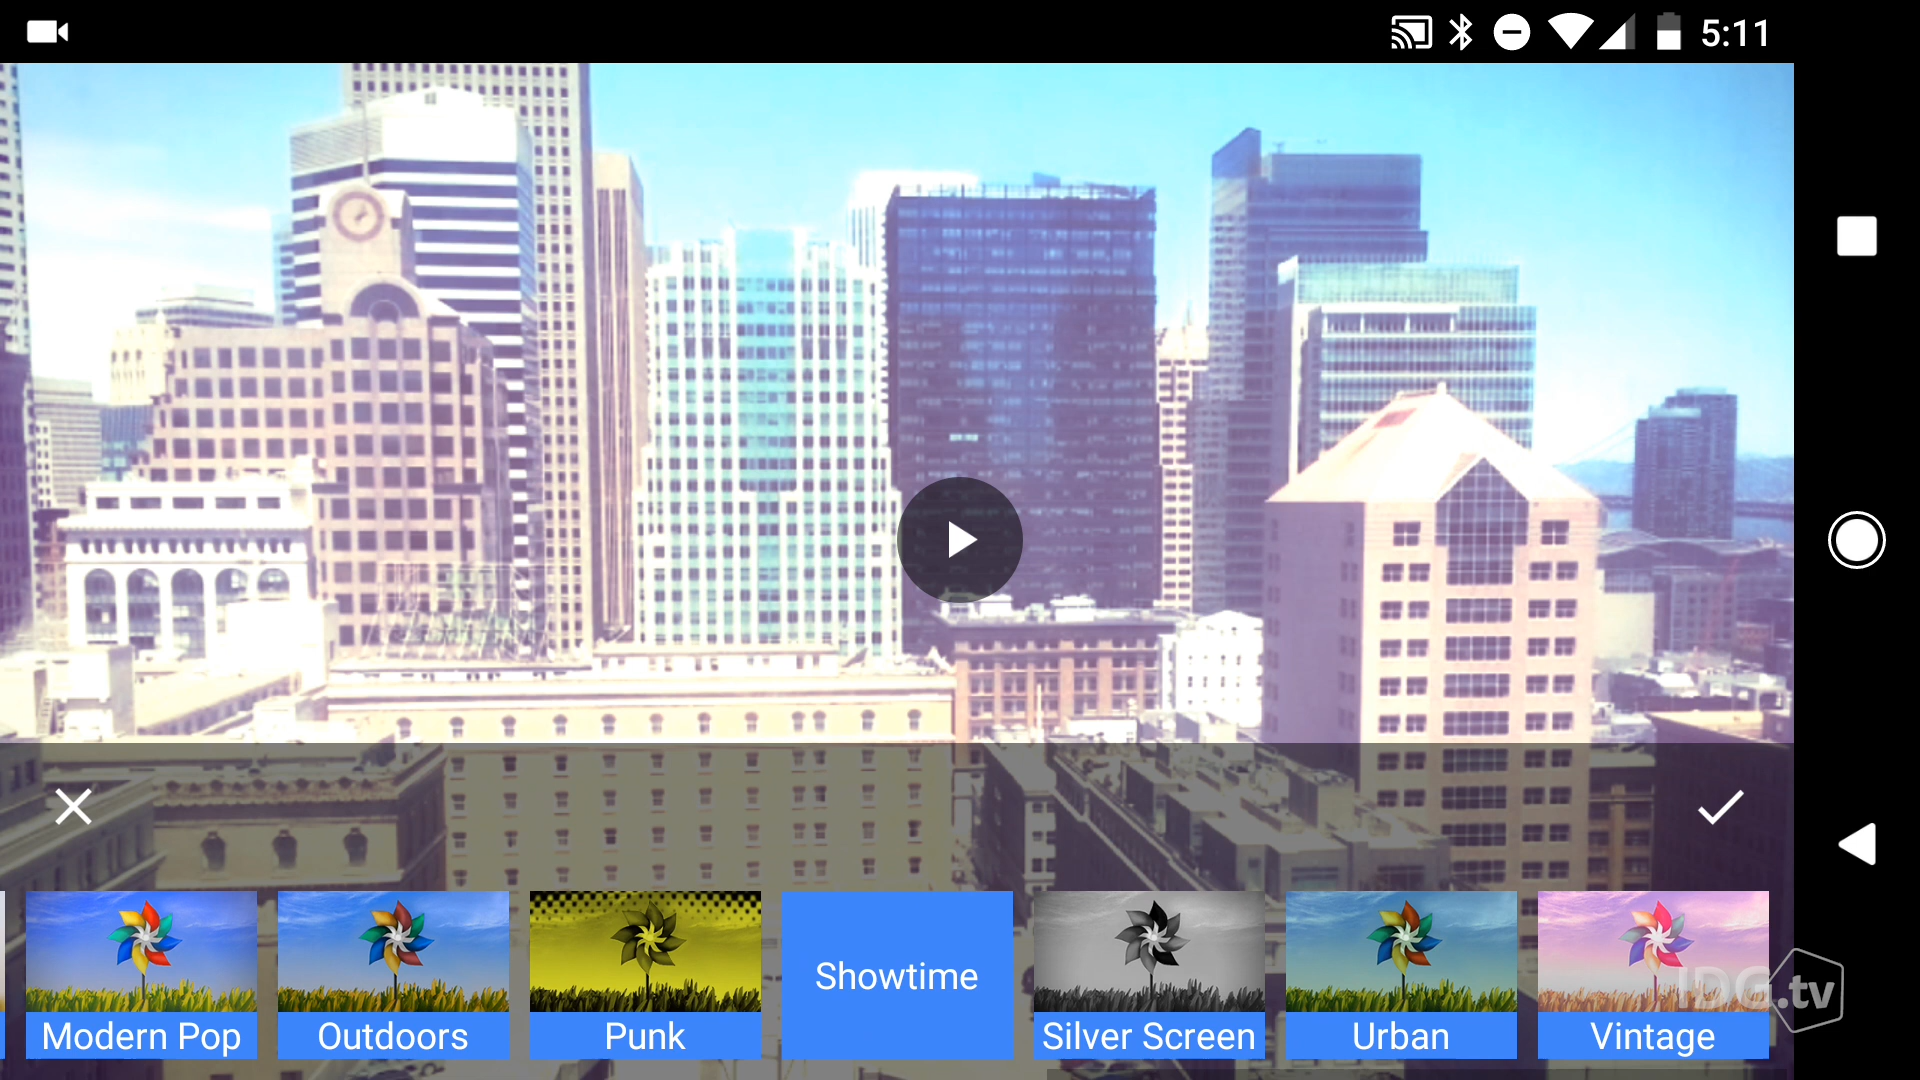 5:11
Modern Pop
Outdoors
Punk
Showtime
Silver Screen
Urban
Vintage
IDG.tv